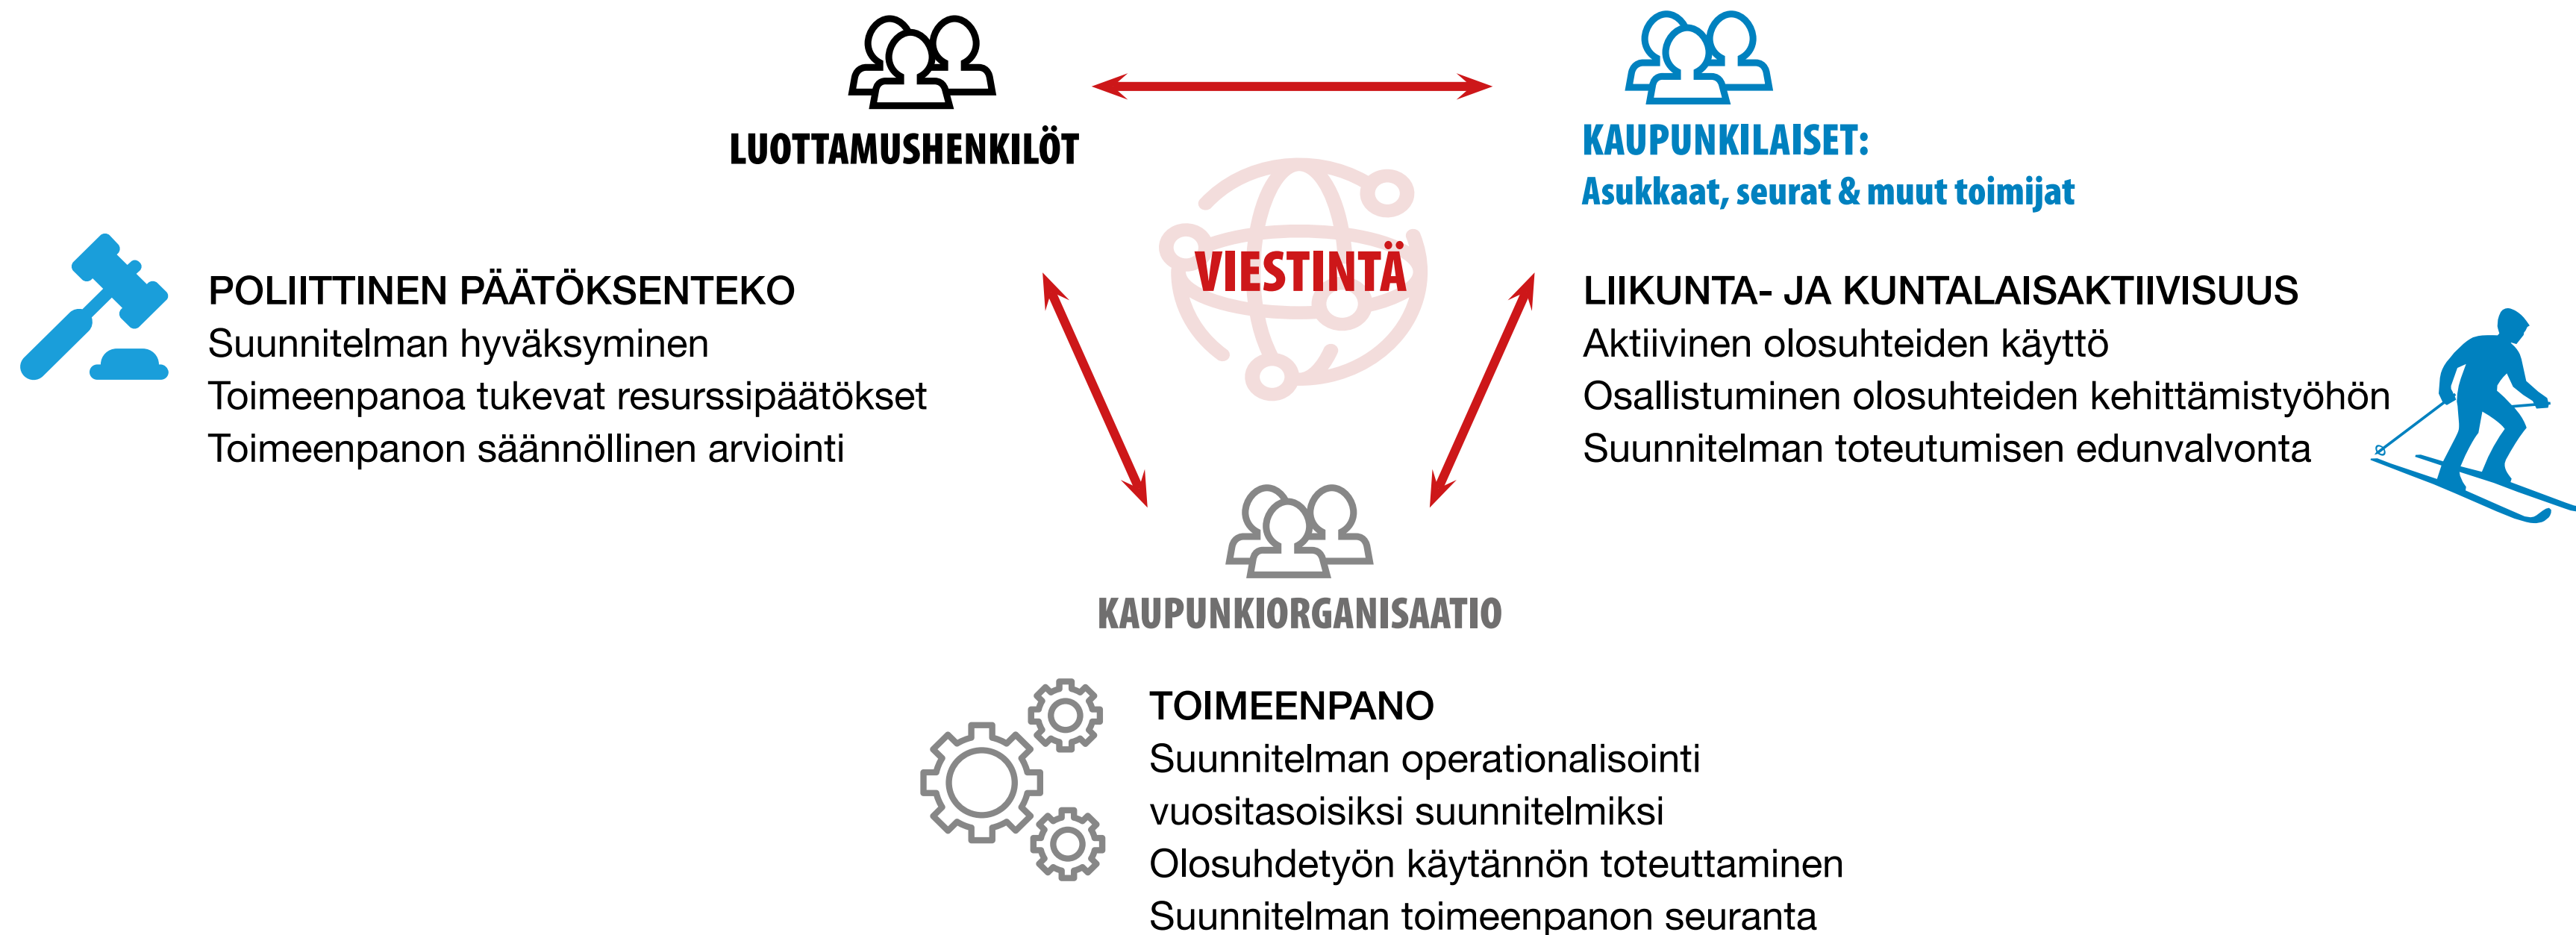 LUOTTAMUSHENKILÖT
KAUPUNKILAISET:
Asukkaat, seurat & muut toimijat
VIESTINTÄ
POLIITTINEN PÄÄTÖKSENTEKO
Suunnitelman hyväksyminen
Toimeenpanoa tukevat resurssipäätökset
Toimeenpanon säännöllinen arviointi
LIIKUNTA- JA KUNTALAISAKTIIVISUUS
Aktiivinen olosuhteiden käyttö
Osallistuminen olosuhteiden kehittämistyöhön
Suunnitelman toteutumisen edunvalvonta
KAUPUNKIORGANISAATIO
TOIMEENPANO
Suunnitelman operationalisointi
vuositasoisiksi suunnitelmiksi
Olosuhdetyön käytännön toteuttaminen
Suunnitelman toimeenpanon seuranta